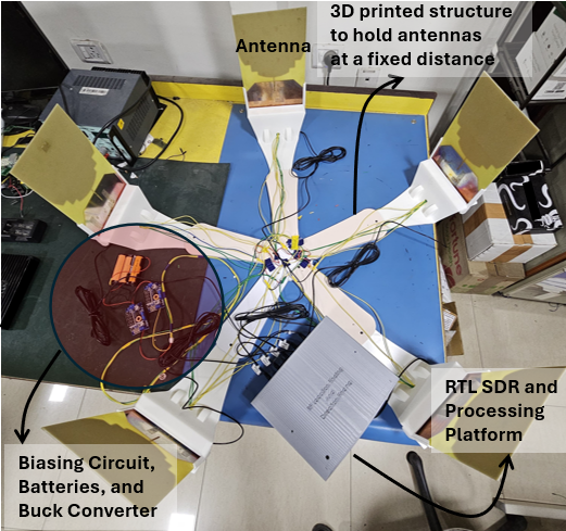 Antenna
3D printed structure
to hold antennas
at a fixed distance
RTL SDR and
Processing
Platform
Biasing Circuit,
Batteries, and
Buck Converter